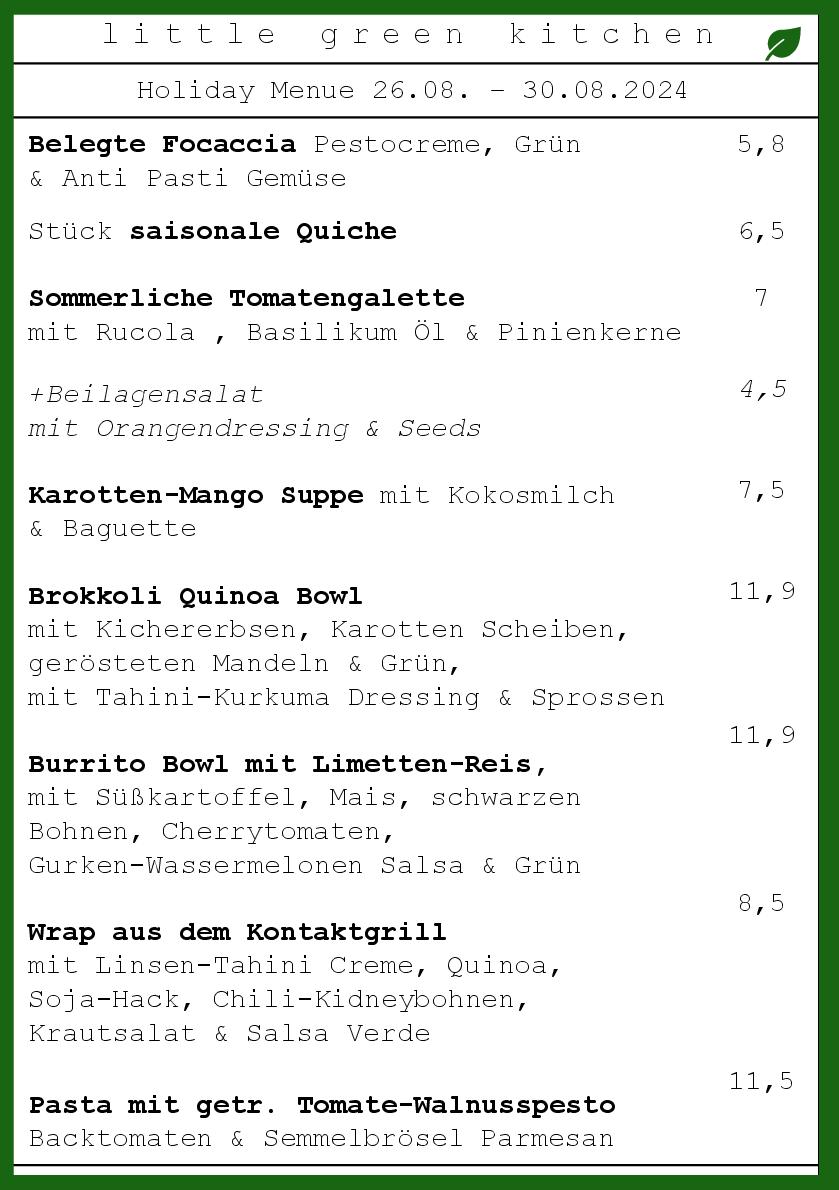 little green kitchen
Holiday Menue 26.08. – 30.08.2024
Belegte Focaccia Pestocreme, Grün 5,8
& Anti Pasti Gemüse
Stück saisonale Quiche 6,5
Sommerliche Tomatengalette 7
mit Rucola , Basilikum Öl & Pinienkerne
+Beilagensalat 4,5
mit Orangendressing & Seeds
Karotten-Mango Suppe mit Kokosmilch 7,5
& Baguette
Brokkoli Quinoa Bowl 11,9
mit Kichererbsen, Karotten Scheiben,
gerösteten Mandeln & Grün,
mit Tahini-Kurkuma Dressing & Sprossen
Burrito Bowl mit Limetten-Reis, 11,9
mit Süßkartoffel, Mais, schwarzen
Bohnen, Cherrytomaten,
Gurken-Wassermelonen Salsa & Grün
Wrap aus dem Kontaktgrill 8,5
mit Linsen-Tahini Creme, Quinoa,
Soja-Hack, Chili-Kidneybohnen,
Krautsalat & Salsa Verde
Pasta mit getr. Tomate-Walnusspesto 11,5
Backtomaten & Semmelbrösel Parmesan